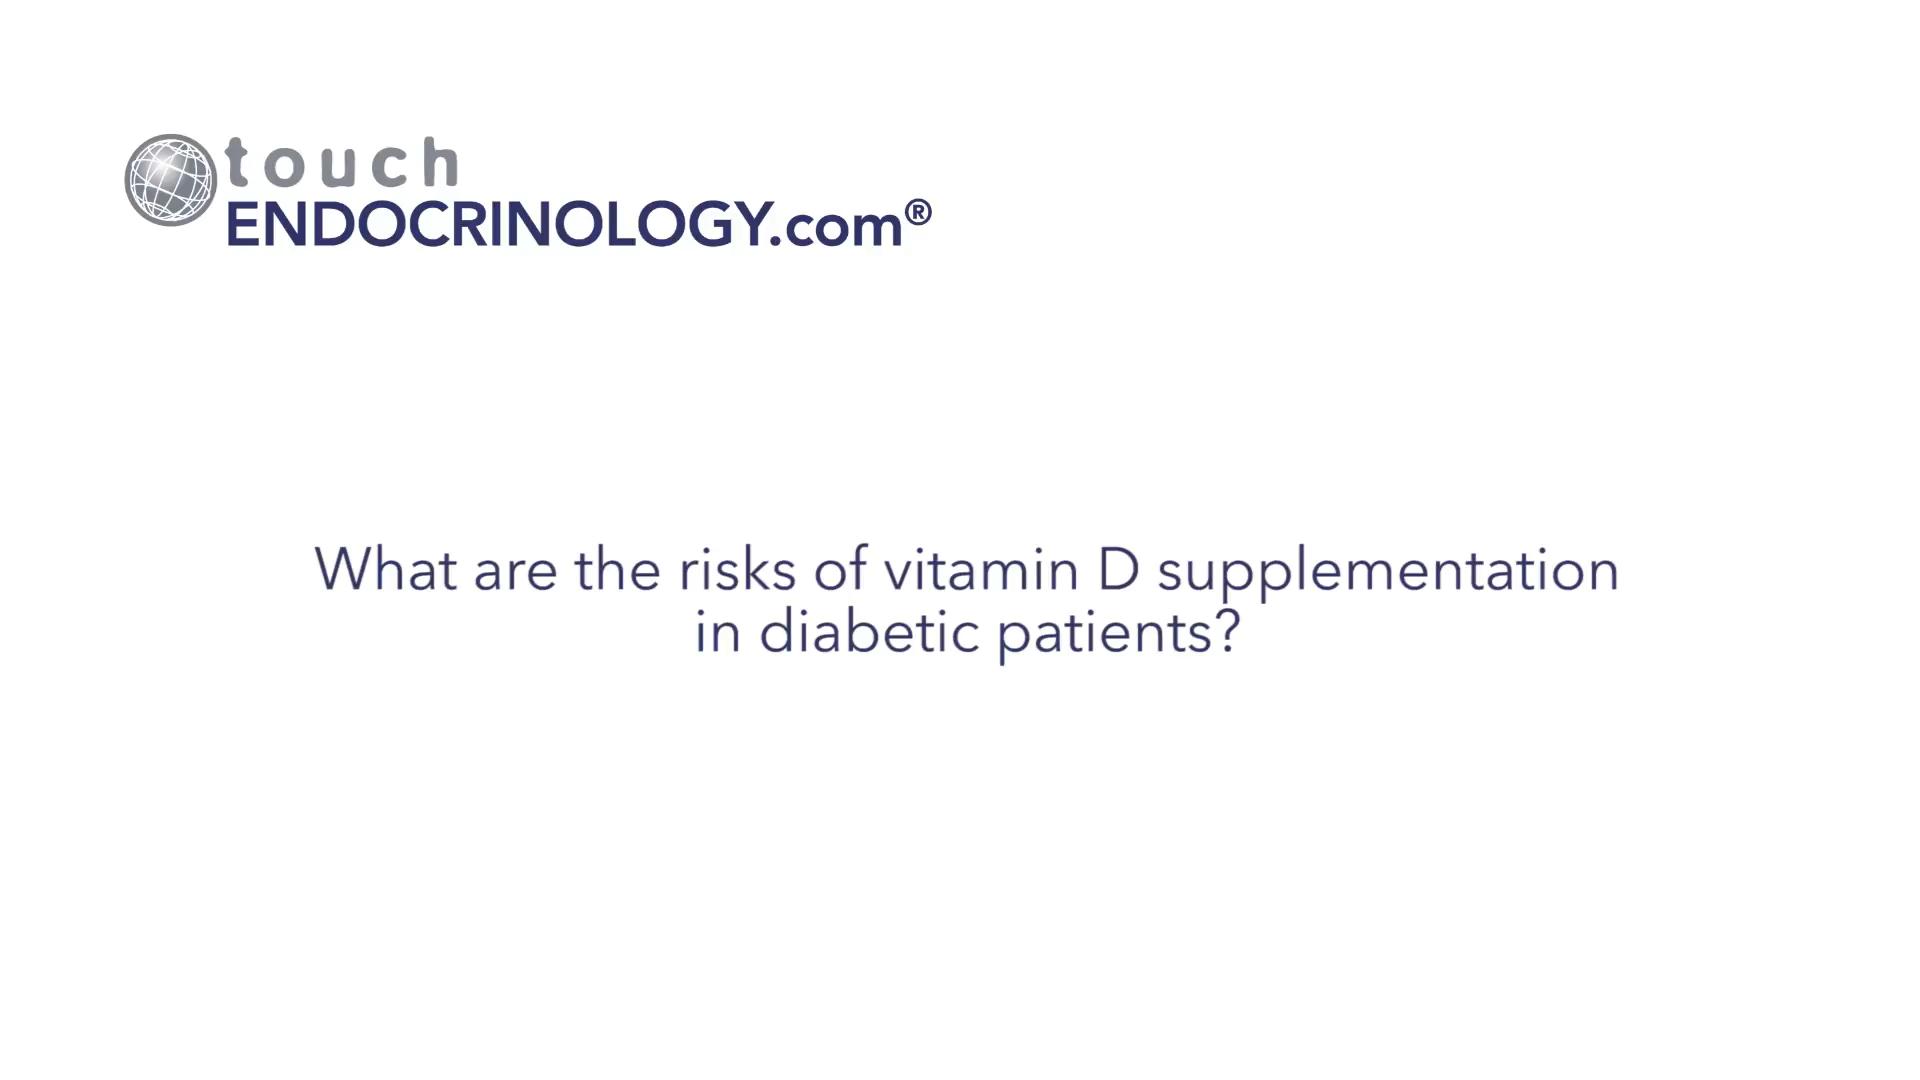 touch
ENDOCRINOLOGY.com®
What are the risks of vitamin D supplementation
in diabetic patients?